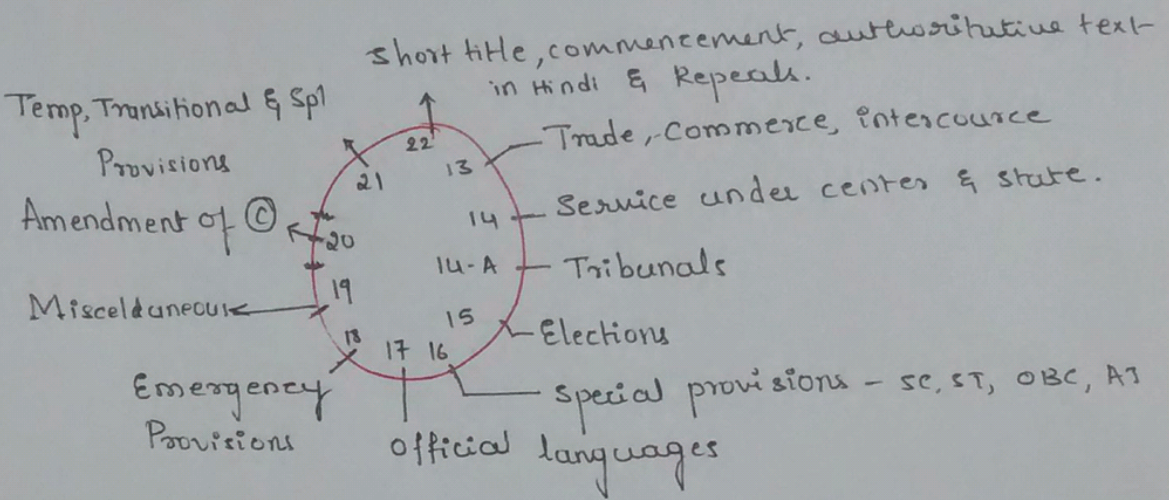 Short title, commencement, authoritative text
in Hindi & Repeals.
Temp, Transitional & Spl
Provisions
22
13
Trade, Commerce, intercource
21
14
Service under center & state.
Amendment of ©
20
14-A
Tribunals
19
Misceldaneous
15
Elections
18
17
16
Special provisions - SC, ST, OBC, AI
Emergency
Provisions
Official languages